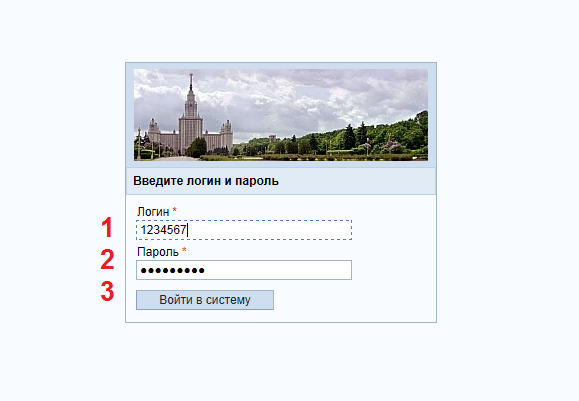 Введите логин и пароль
Логин *
1 1234567
Пароль *
2 ●●●●●●●●●
3 Войти в систему